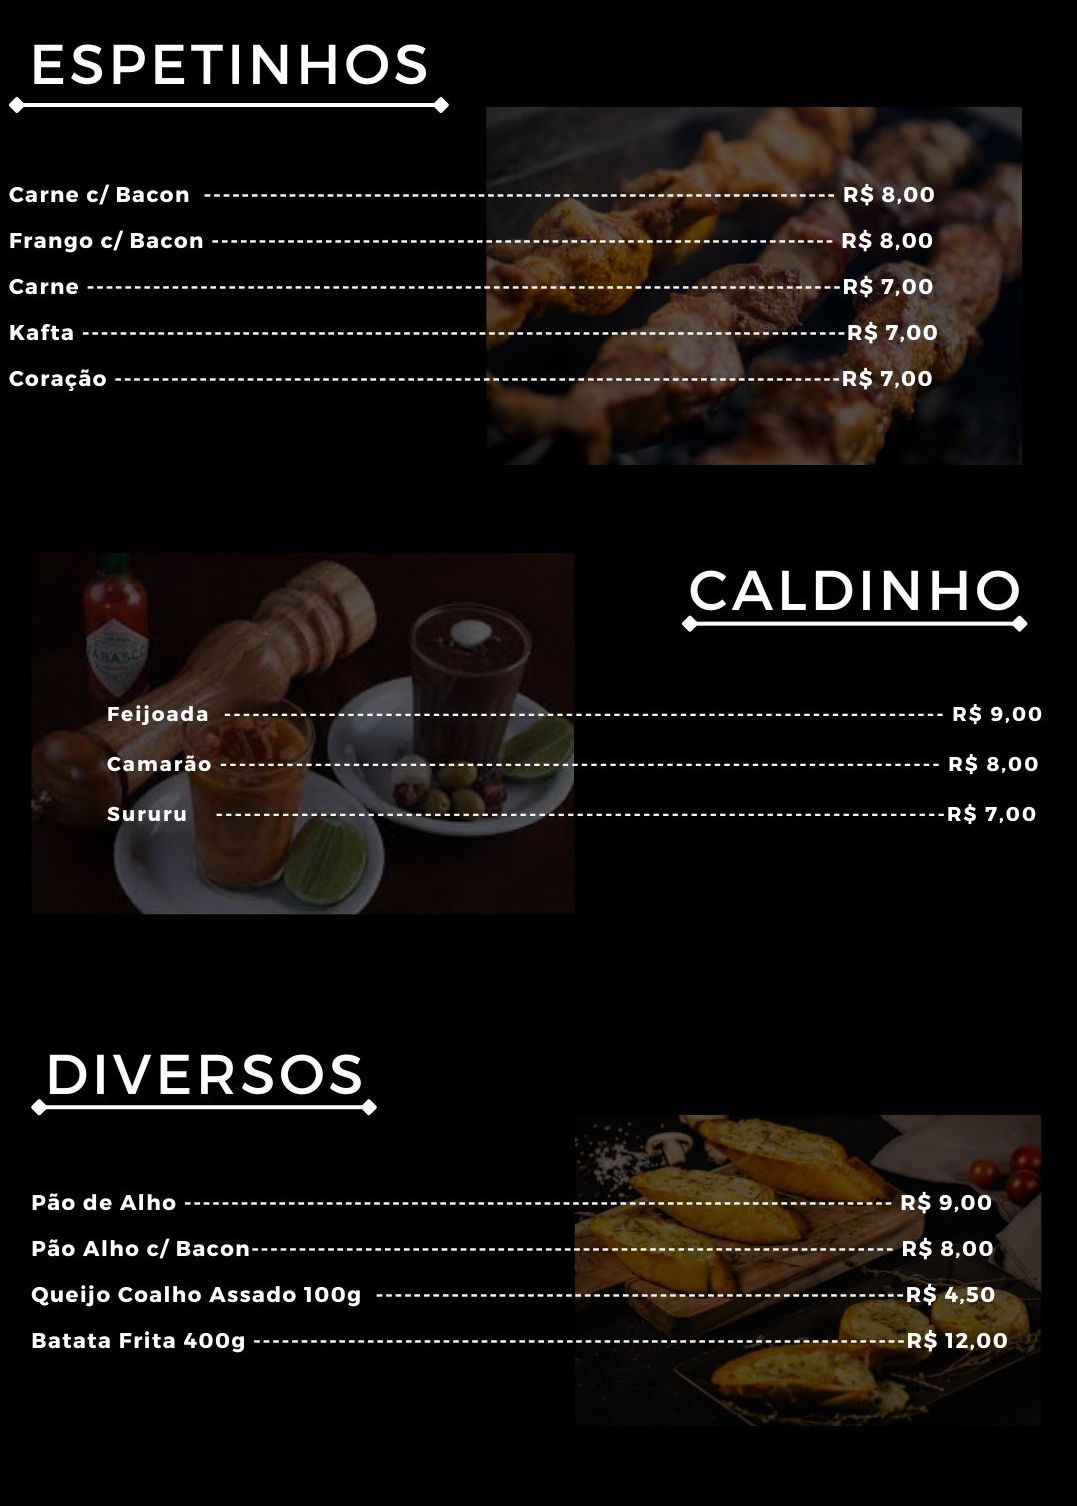 ESPETINHOS
Carne c/ Bacon ---------------------------------------------------------------- R$ 8,00
Frango c/ Bacon --------------------------------------------------------------- R$ 8,00
Carne ----------------------------------------------------------------------------R$ 7,00
Kafta -----------------------------------------------------------------------------R$ 7,00
Coração -------------------------------------------------------------------------R$ 7,00
CALDINHO
Feijoada ------------------------------------------------------------------------- R$ 9,00
Camarão ------------------------------------------------------------------------- R$ 8,00
Sururu --------------------------------------------------------------------------R$ 7,00
DIVERSOS
Pão de Alho ------------------------------------------------------------------------ R$ 9,00
Pão Alho c/ Bacon----------------------------------------------------------------- R$ 8,00
Queijo Coalho Assado 100g ------------------------------------------------------R$ 4,50
Batata Frita 400g ------------------------------------------------------------------R$ 12,00